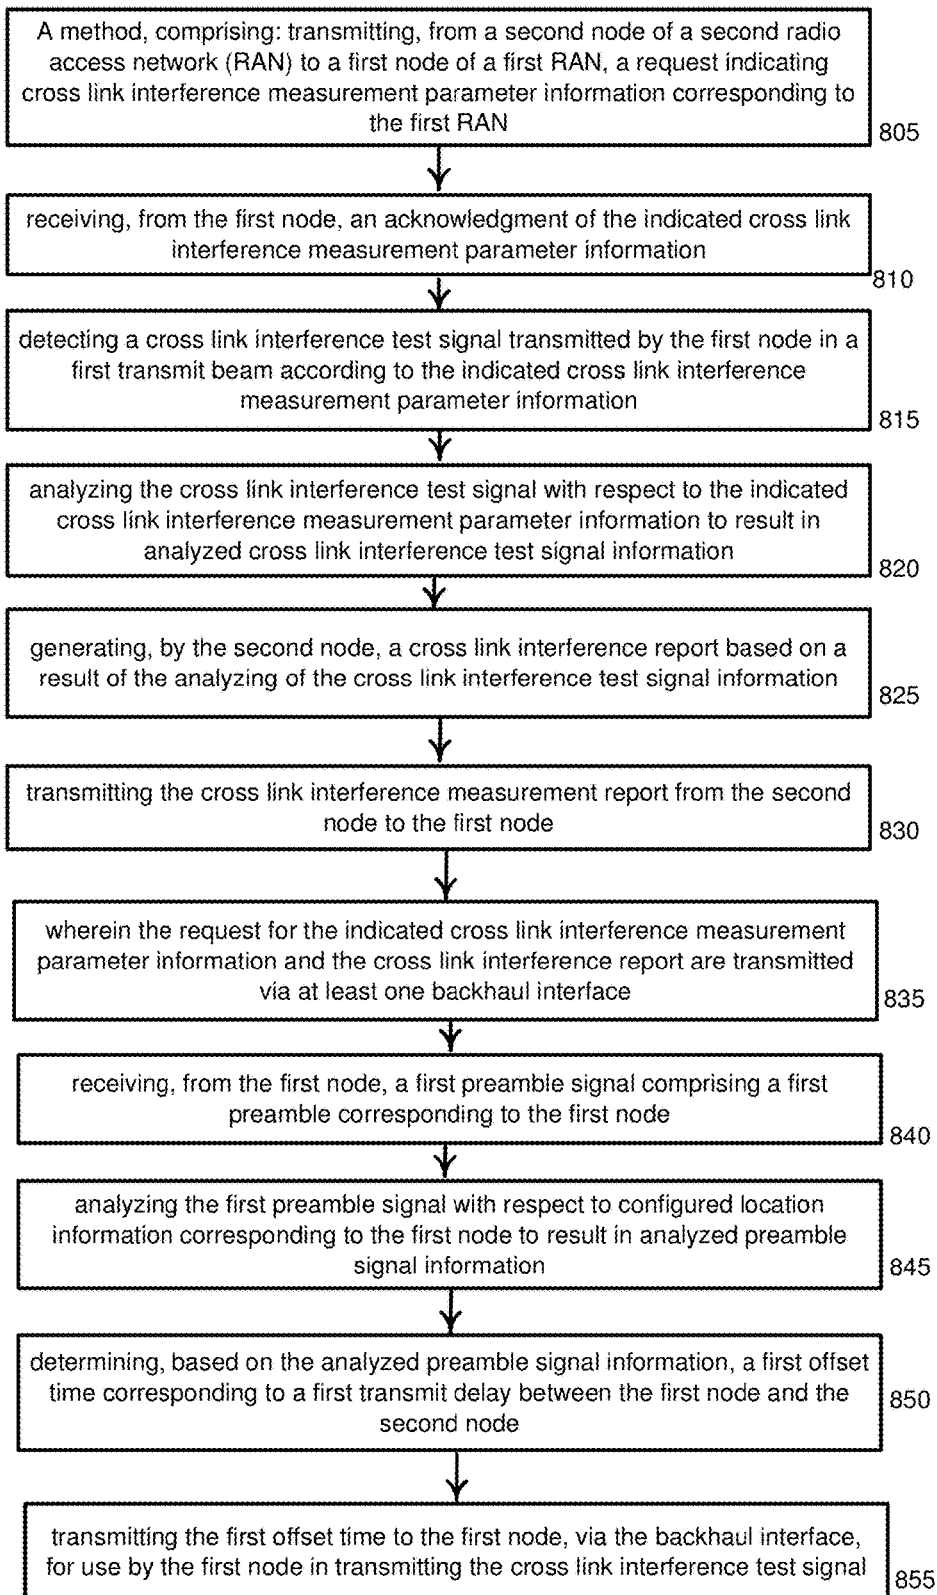 A method, comprising: transmitting, from a second node of a second radio
access network (RAN) to a first node of a first RAN, a request indicating
cross link interference measurement parameter information corresponding to
the first RAN
805
receiving, from the first node, an acknowledgment of the indicated cross link
interference measurement parameter information
810
detecting a cross link interference test signal transmitted by the first node in a
first transmit beam according to the indicated cross link interference
measurement parameter information
815
analyzing the cross link interference test signal with respect to the indicated
cross link interference measurement parameter information to result in
analyzed cross link interference test signal information
820
generating, by the second node, a cross link interference report based on a
result of the analyzing of the cross link interference test signal information
825
transmitting the cross link interference measurement report from the second
node to the first node
830
wherein the request for the indicated cross link interference measurement
parameter information and the cross link interference report are transmitted
via at least one backhaul interface
835
receiving, from the first node, a first preamble signal comprising a first
preamble corresponding to the first node
840
analyzing the first preamble signal with respect to configured location
information corresponding to the first node to result in analyzed preamble
signal information
845
determining, based on the analyzed preamble signal information, a first offset
time corresponding to a first transmit delay between the first node and the
second node
850
transmitting the first offset time to the first node, via the backhaul interface,
for use by the first node in transmitting the cross link interference test signal
855